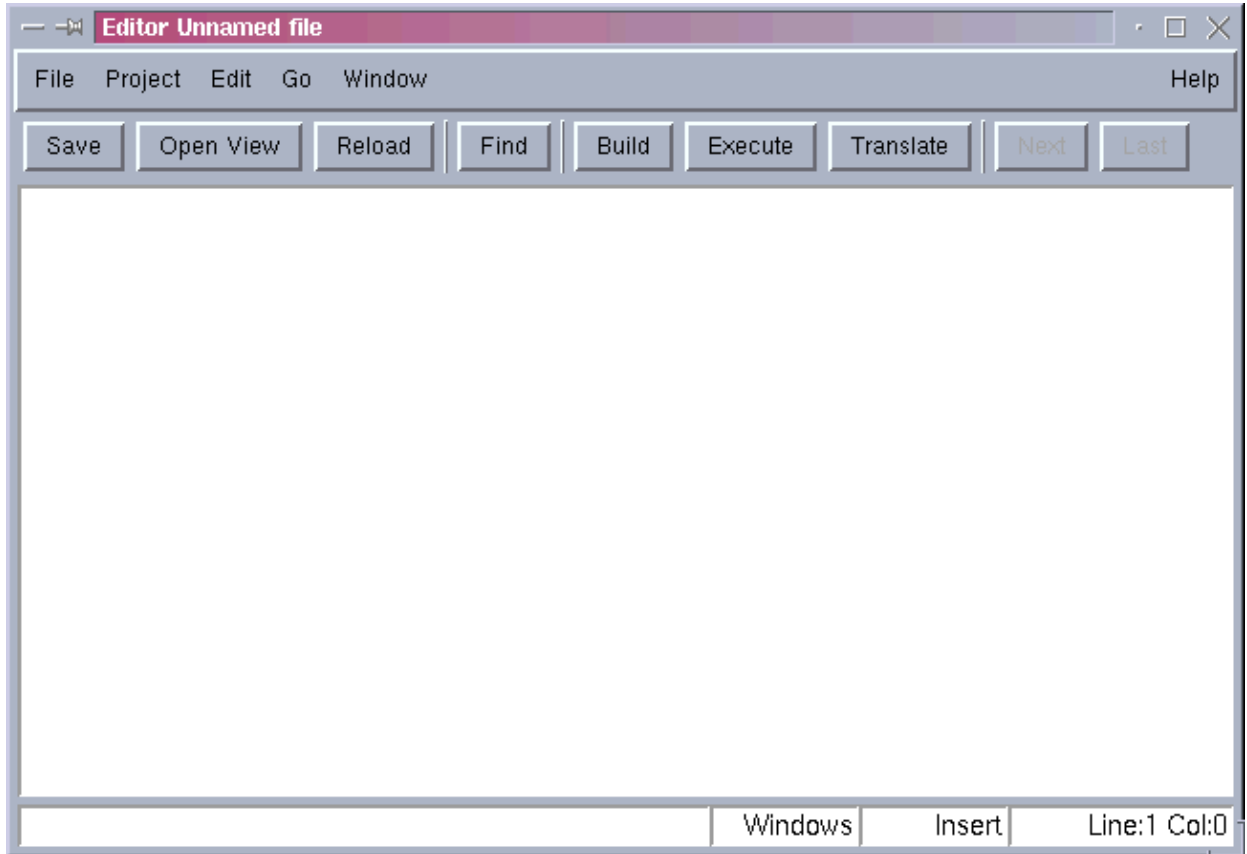 Editor Unnamed file
File Project Edit Go Window Help
Save Open View Reload Find Build Execute Translate Next Last
Windows Insert Line:1 Col:0